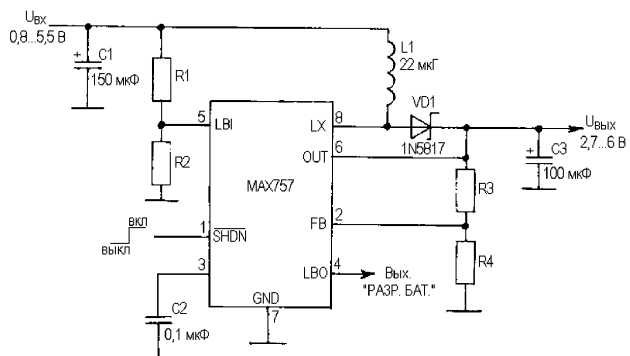 UВХ
0,8...5,5 В
+ C1
150 мкФ
R1
R2
L1
22 мкГ
VD1
1N5817
UВЫХ
2,7...6 В
+ C3
100 мкФ
R3
R4
MAX757
5 LBI
LX 8
OUT 6
FB 2
LBO 4
1 SHDN
3
GND
7
ВКЛ
ВЫКЛ
C2
0,1 мкФ
Вых.
"РАЗР. БАТ."